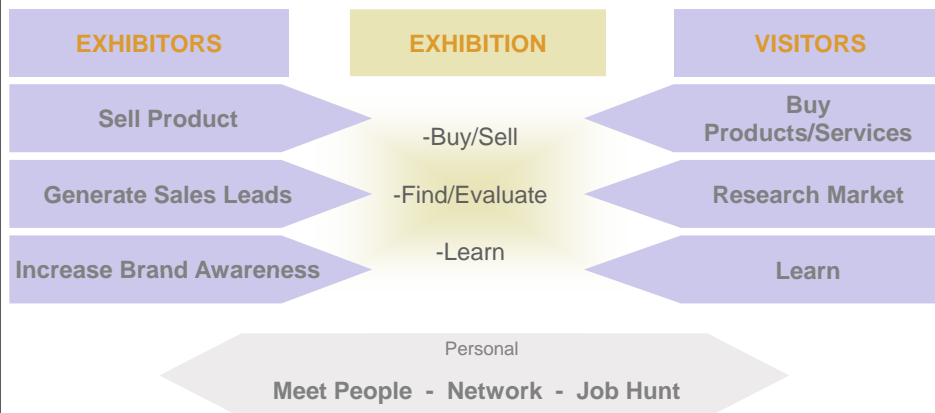 EXHIBITORS
EXHIBITION
VISITORS
Sell Product
-Buy/Sell
Buy
Products/Services
Generate Sales Leads
-Find/Evaluate
Research Market
Increase Brand Awareness
-Learn
Learn
Personal
Meet People - Network - Job Hunt